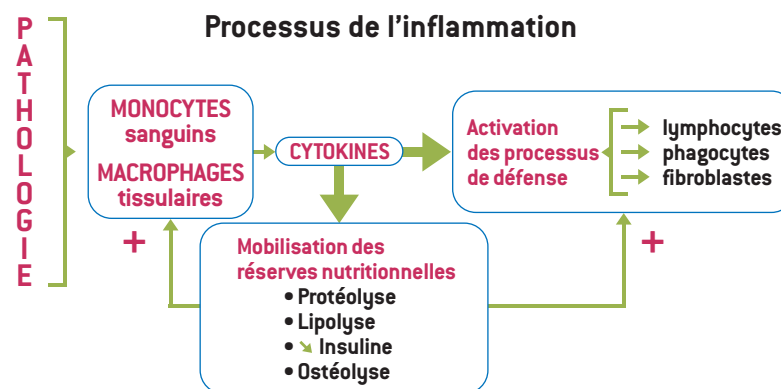 Processus de l'inflammation
PATHOLOGIE
MONOCYTES
sanguins
MACROPHAGES
tissulaires
CYTOKINES
Activation
des processus
de défense
lymphocytes
phagocytes
fibroblastes
+
+
Mobilisation des
réserves nutritionnelles
• Protéolyse
• Lipolyse
• ↘ Insuline
• Ostéolyse